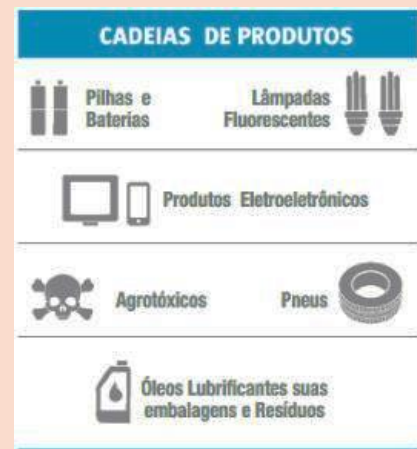 CADEIAS DE PRODUTOS
Pilhas e
Baterias
Lâmpadas
Fluorescentes
Produtos Eletroeletrônicos
Agrotóxicos
Pneus
Óleos Lubrificantes suas
embalagens e Resíduos